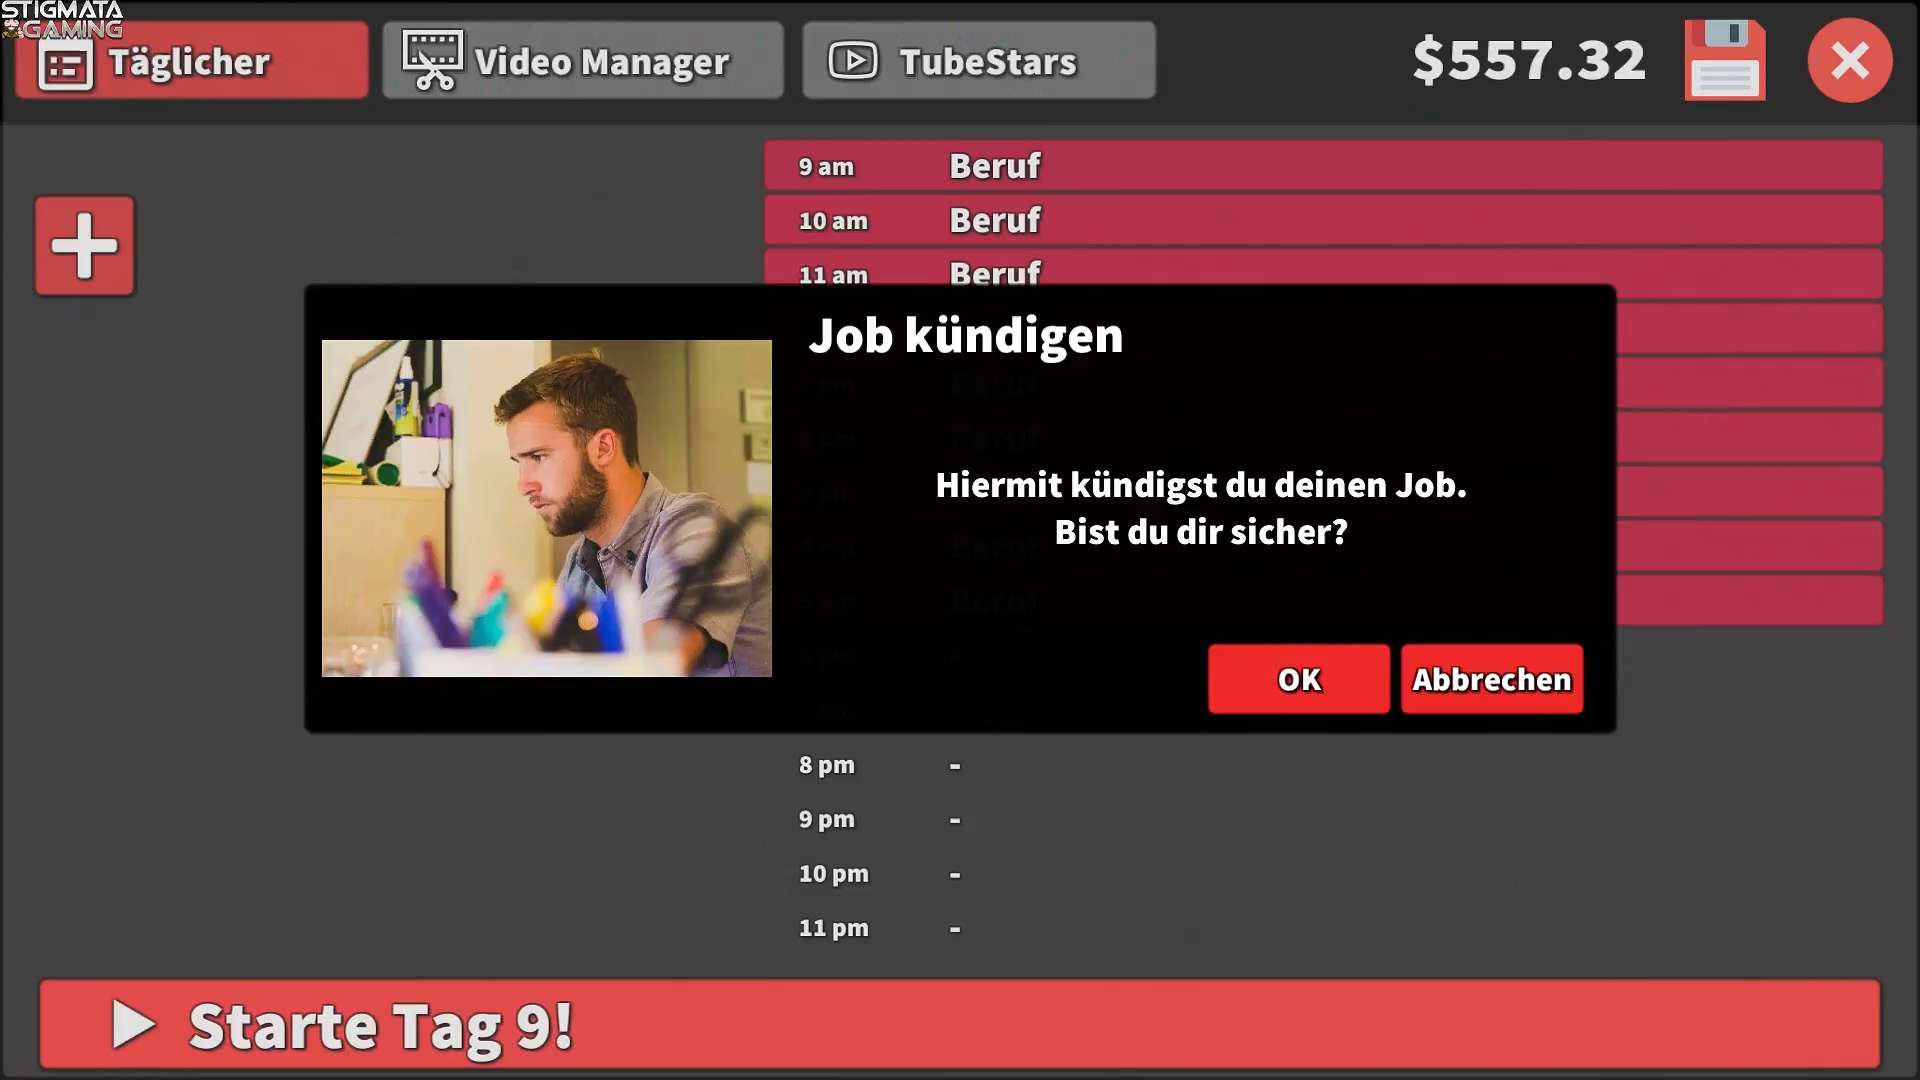 STIGMATA
GAMING
Täglicher
Video Manager
TubeStars
$557.32
9 am Beruf
10 am Beruf
11 am Beruf
Job kündigen
Hiermit kündigst du deinen Job.
Bist du dir sicher?
OK
Abbrechen
8 pm -
9 pm -
10 pm -
11 pm -
Starte Tag 9!